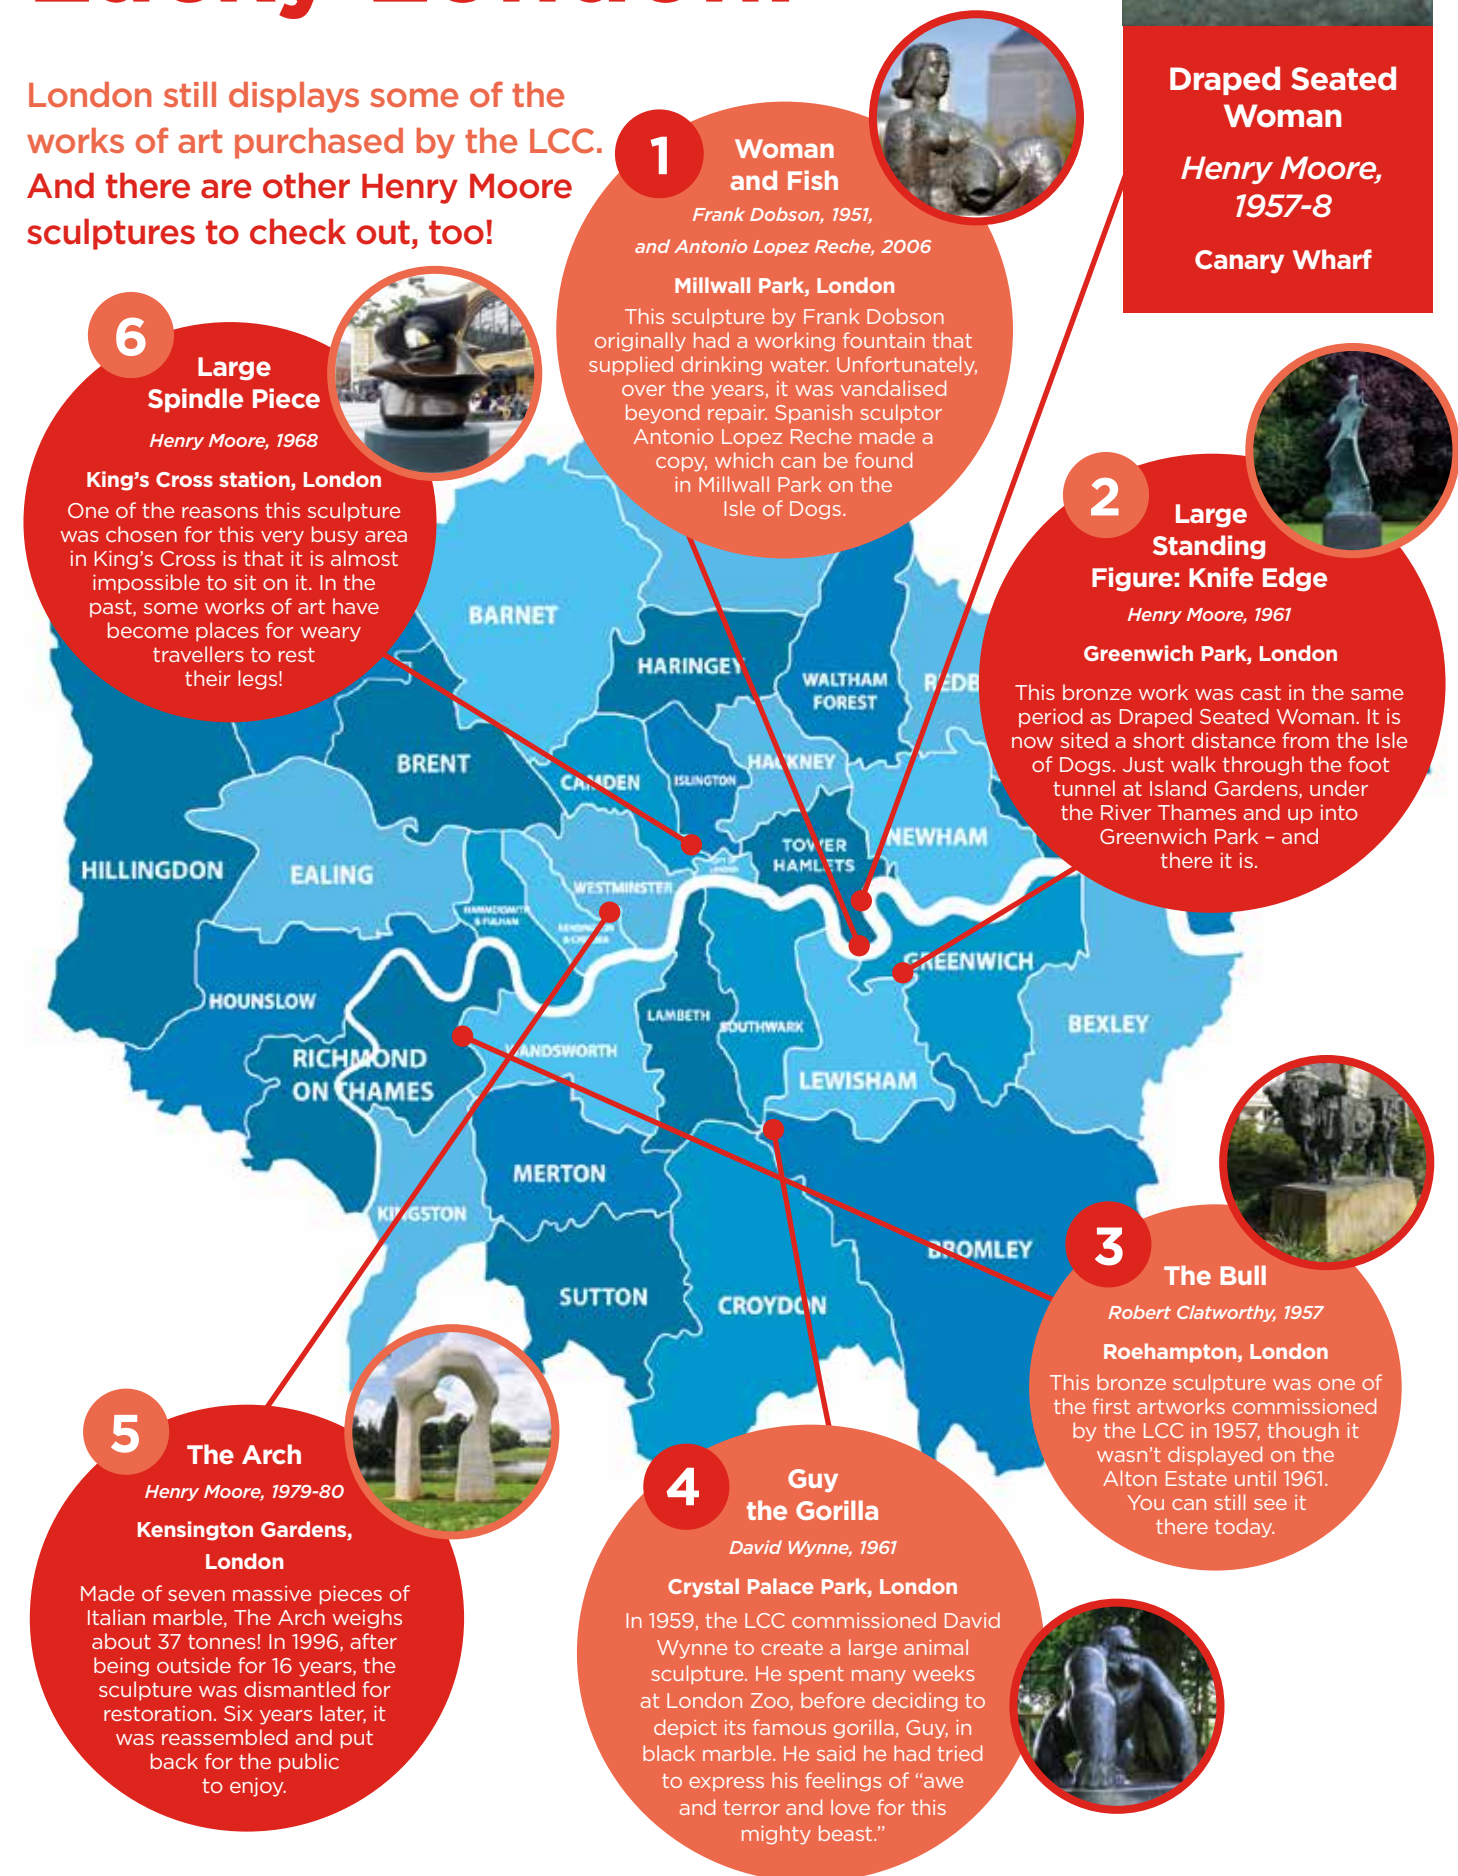 London still displays some of the
works of art purchased by the LCC.
And there are other Henry Moore
sculptures to check out, too!
Draped Seated
Woman
Henry Moore,
1957-8
Canary Wharf
1
Woman
and Fish
Frank Dobson, 1951,
and Antonio Lopez Reche, 2006
Millwall Park, London
This sculpture by Frank Dobson
originally had a working fountain that
supplied drinking water. Unfortunately,
over the years, it was vandalised
beyond repair. Spanish sculptor
Antonio Lopez Reche made a
copy, which can be found
in Millwall Park on the
Isle of Dogs.
6
Large
Spindle Piece
Henry Moore, 1968
King's Cross station, London
One of the reasons this sculpture
was chosen for this very busy area
in King's Cross is that it is almost
impossible to sit on it. In the
past, some works of art have
become places for weary
travellers to rest
their legs!
2
Large
Standing
Figure: Knife Edge
Henry Moore, 1961
Greenwich Park, London
This bronze work was cast in the same
period as Draped Seated Woman. It is
now sited a short distance from the Isle
of Dogs. Just walk through the foot
tunnel at Island Gardens, under
the River Thames and up into
Greenwich Park – and
there it is.
BARNET
HARINGEY
WALTHAM
FOREST
REDB
BRENT
CAMDEN
ISLINGTON
HACKNEY
HILLINGDON
EALING
TOWER
HAMLETS
NEWHAM
WESTMINSTER
HAMMERSMITH
& FULHAM
KENSINGTON
& CHELSEA
CITY OF
LONDON
HOUNSLOW
LAMBETH
SOUTHWARK
GREENWICH
BEXLEY
RICHMOND
ON THAMES
WANDSWORTH
LEWISHAM
MERTON
KINGSTON
SUTTON
CROYDON
BROMLEY
3
The Bull
Robert Clatworthy, 1957
Roehampton, London
This bronze sculpture was one of
the first artworks commissioned
by the LCC in 1957, though it
wasn't displayed on the
Alton Estate until 1961.
You can still see it
there today.
5
The Arch
Henry Moore, 1979-80
Kensington Gardens,
London
Made of seven massive pieces of
Italian marble, The Arch weighs
about 37 tonnes! In 1996, after
being outside for 16 years, the
sculpture was dismantled for
restoration. Six years later, it
was reassembled and put
back for the public
to enjoy.
4
Guy
the Gorilla
David Wynne, 1961
Crystal Palace Park, London
In 1959, the LCC commissioned David
Wynne to create a large animal
sculpture. He spent many weeks
at London Zoo, before deciding to
depict its famous gorilla, Guy, in
black marble. He said he had tried
to express his feelings of “awe
and terror and love for this
mighty beast.”